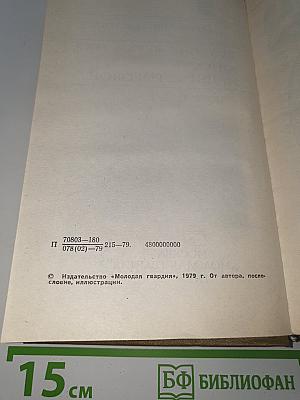 П 70803—180
078(02)—79 215—79. 4800000000
© Издательство «Молодая гвардия», 1979 г. От автора, после-
словие, иллюстрации.
15 см
БФ БИБЛИОФАН